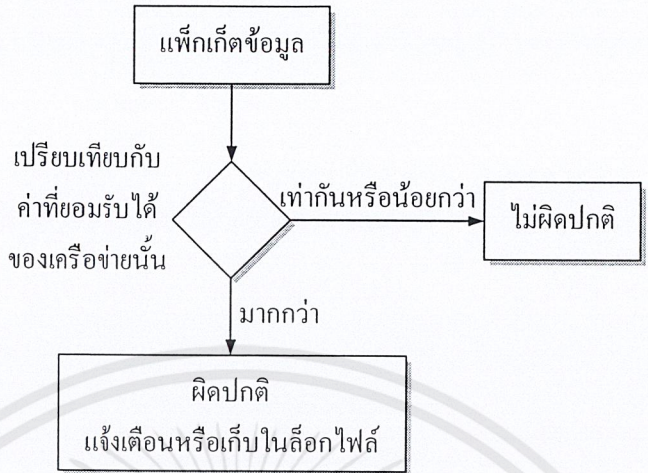 แพ็กเก็ตข้อมูล
เปรียบเทียบกับ
ค่าที่ยอมรับได้
ของเครือข่ายนั้น
เท่ากันหรือน้อยกว่า
ไม่ผิดปกติ
มากกว่า
ผิดปกติ
แจ้งเตือนหรือเก็บในล็อกไฟล์